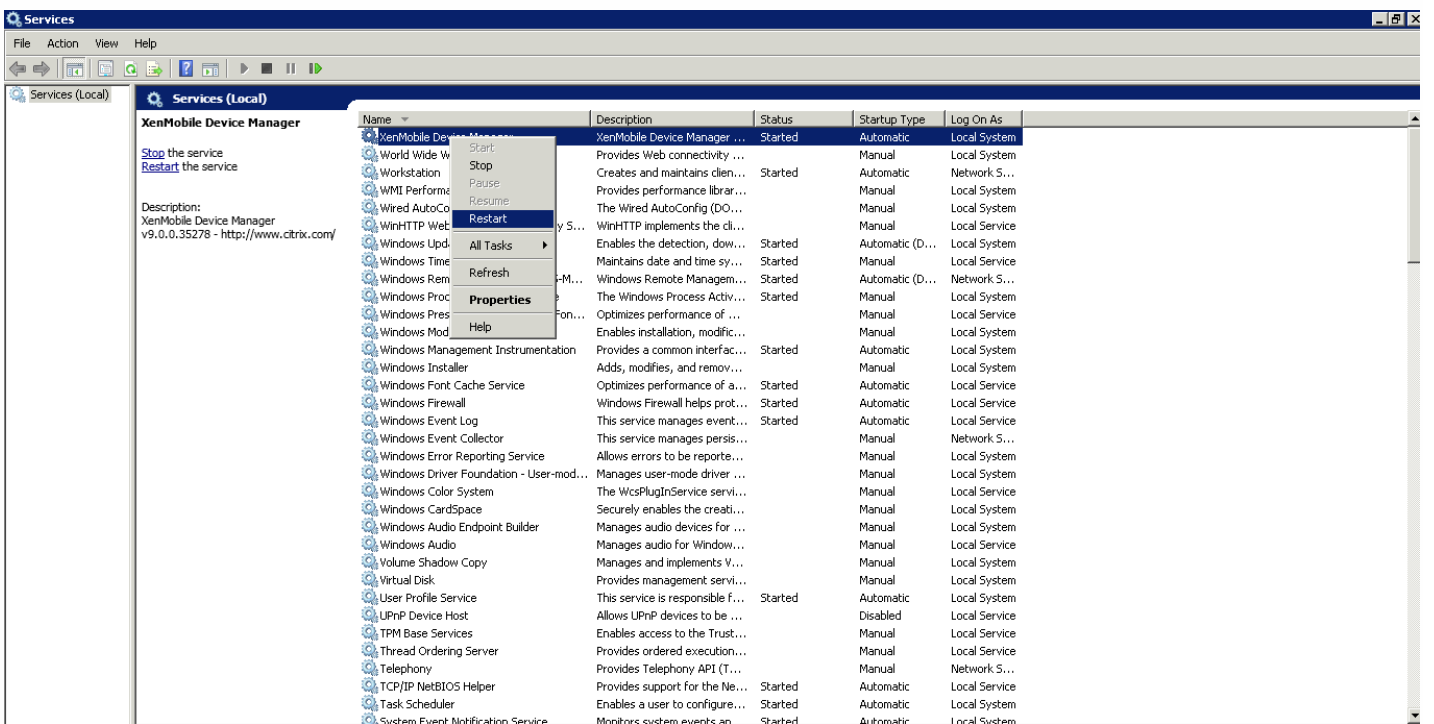 Services
File Action View Help
Services (Local)
Services (Local)
XenMobile Device Manager
Stop the service
Restart the service
Description:
XenMobile Device Manager
v9.0.0.35278 - http://www.citrix.com/
Name Description Status Startup Type Log On As
XenMobile Device Manager XenMobile Device Manager ... Started Automatic Local System
World Wide W Provides Web connectivity ... Manual Local System
Workstation Creates and maintains clien... Started Automatic Network S...
WMI Performa Provides performance librar... Manual Local System
Wired AutoCo The Wired AutoConfig (DO... Manual Local System
WinHTTP Web y S... WinHTTP implements the cli... Manual Local Service
Windows Upd Enables the detection, dow... Started Automatic (D... Local System
Windows Time Maintains date and time sy... Started Manual Local Service
Windows Rem S-M... Windows Remote Managem... Started Automatic (D... Network S...
Windows Proc e The Windows Process Activ... Started Manual Local System
Windows Pres Fon... Optimizes performance of ... Manual Local Service
Windows Mod Enables installation, modific... Manual Local System
Start
Stop
Pause
Resume
Restart
All Tasks
Refresh
Properties
Help
Windows Management Instrumentation Provides a common interfac... Started Automatic Local System
Windows Installer Adds, modifies, and remov... Manual Local System
Windows Font Cache Service Optimizes performance of a... Started Automatic Local Service
Windows Firewall Windows Firewall helps prot... Started Automatic Local Service
Windows Event Log This service manages event... Started Automatic Local Service
Windows Event Collector This service manages persis... Manual Network S...
Windows Error Reporting Service Allows errors to be reporte... Manual Local System
Windows Driver Foundation - User-mod... Manages user-mode driver ... Manual Local System
Windows Color System The WcsPlugInService servi... Manual Local Service
Windows CardSpace Securely enables the creati... Manual Local System
Windows Audio Endpoint Builder Manages audio devices for ... Manual Local System
Windows Audio Manages audio for Window... Manual Local Service
Volume Shadow Copy Manages and implements V... Manual Local System
Virtual Disk Provides management servi... Manual Local System
User Profile Service This service is responsible f... Started Automatic Local System
UPnP Device Host Allows UPnP devices to be ... Disabled Local Service
TPM Base Services Enables access to the Trust... Manual Local Service
Thread Ordering Server Provides ordered execution... Manual Local Service
Telephony Provides Telephony API (T... Manual Network S...
TCP/IP NetBIOS Helper Provides support for the Ne... Started Automatic Local Service
Task Scheduler Enables a user to configure... Started Automatic Local System
System Event Notification Service Monitors system events an... Started Automatic Local System